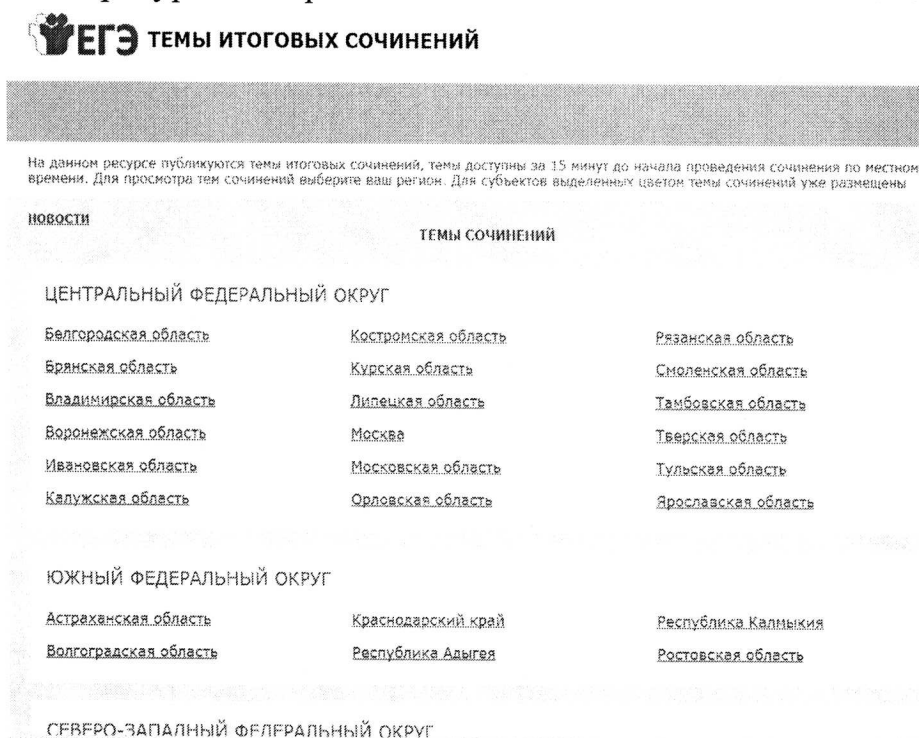 ЕГЭ ТЕМЫ ИТОГОВЫХ СОЧИНЕНИЙ
На данном ресурсе публикуются темы итоговых сочинений, темы доступны за 15 минут до начала проведения сочинения по местном
времени. Для просмотра тем сочинений выберите ваш регион. Для субъектов выделенных цветом темы сочинений уже размещены
НОВОСТИ
ТЕМЫ СОЧИНЕНИЙ
ЦЕНТРАЛЬНЫЙ ФЕДЕРАЛЬНЫЙ ОКРУГ
Белгородская область Костромская область Рязанская область
Брянская область Курская область Смоленская область
Владимирская область Липецкая область Тамбовская область
Воронежская область Москва Тверская область
Ивановская область Московская область Тульская область
Калужская область Орловская область Ярославская область
ЮЖНЫЙ ФЕДЕРАЛЬНЫЙ ОКРУГ
Астраханская область Краснодарский край Республика Калмыкия
Волгоградская область Республика Адыгея Ростовская область
СЕВЕРО-ЗАПАДНЫЙ ФЕДЕРАЛЬНЫЙ ОКРУГ